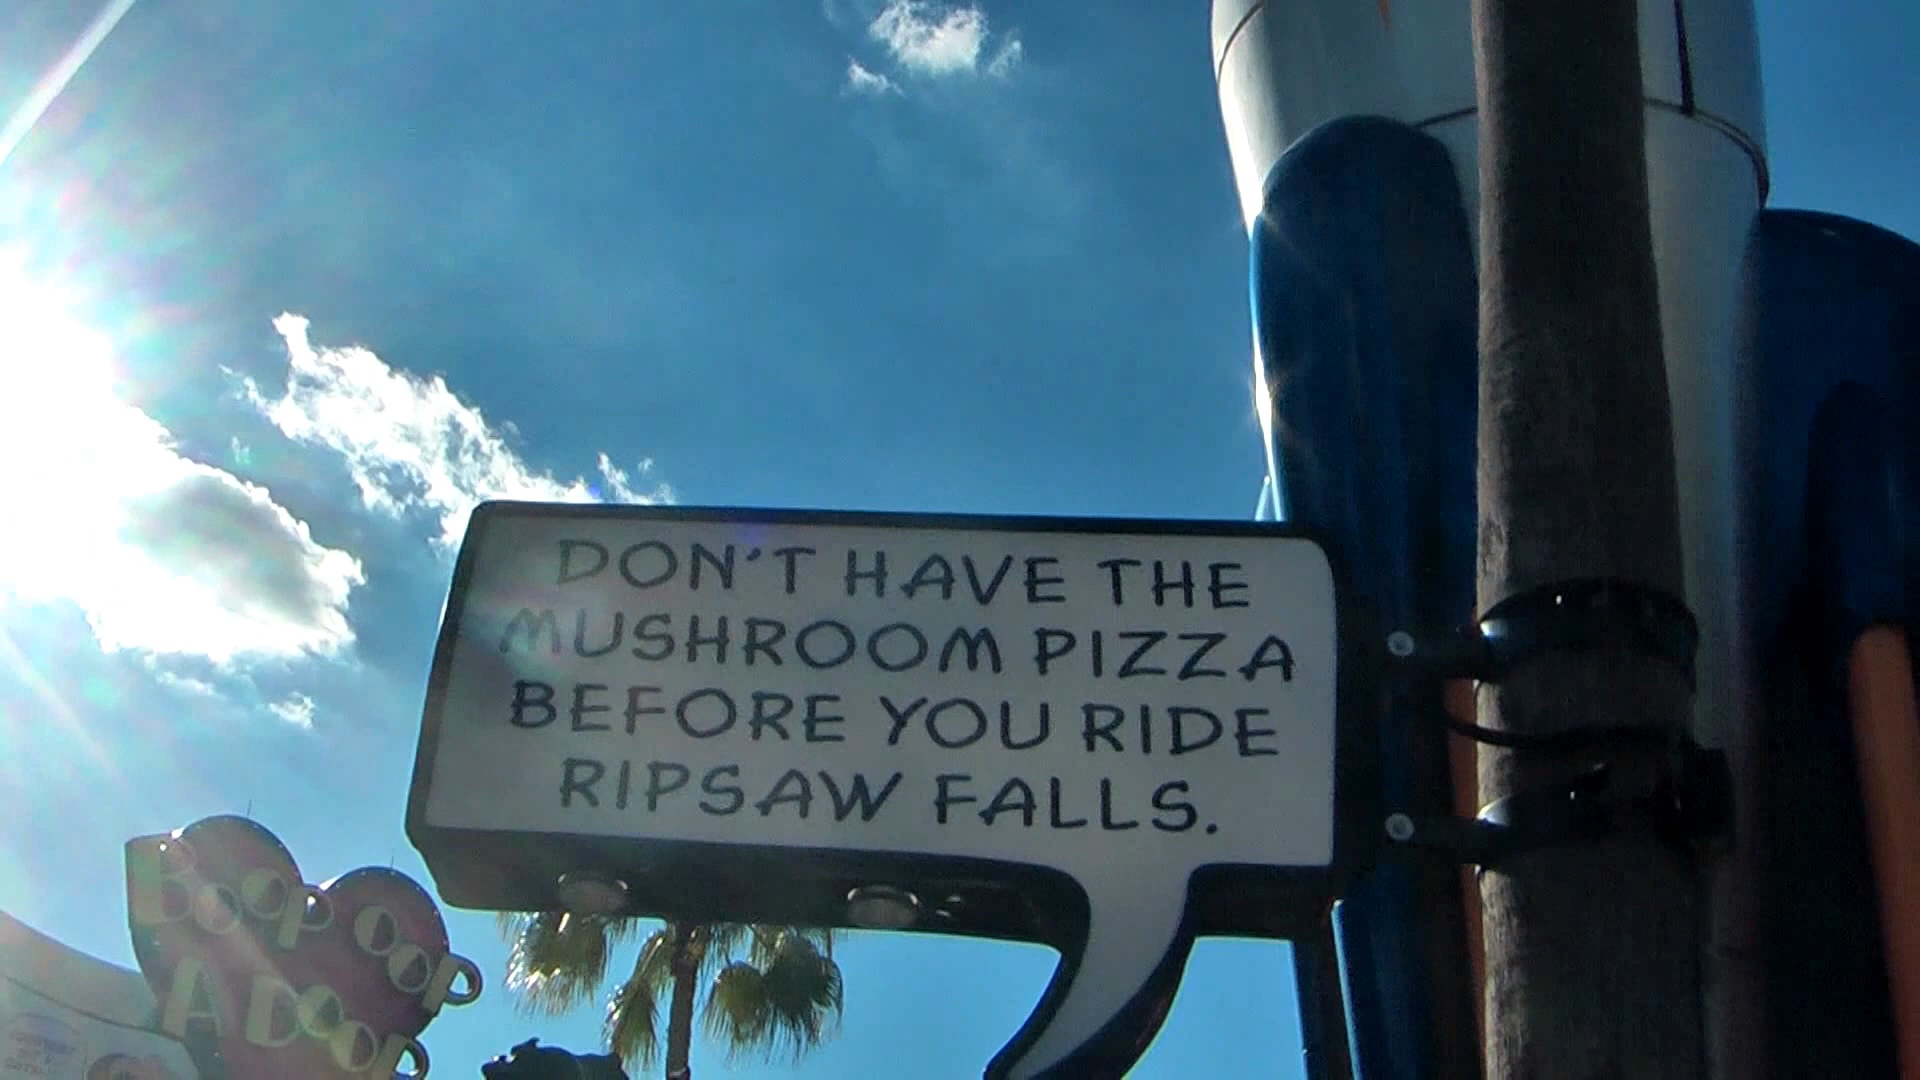 DON'T HAVE THE
MUSHROOM PIZZA
BEFORE YOU RIDE
RIPSAW FALLS.
BOOP OOP
A DOOP